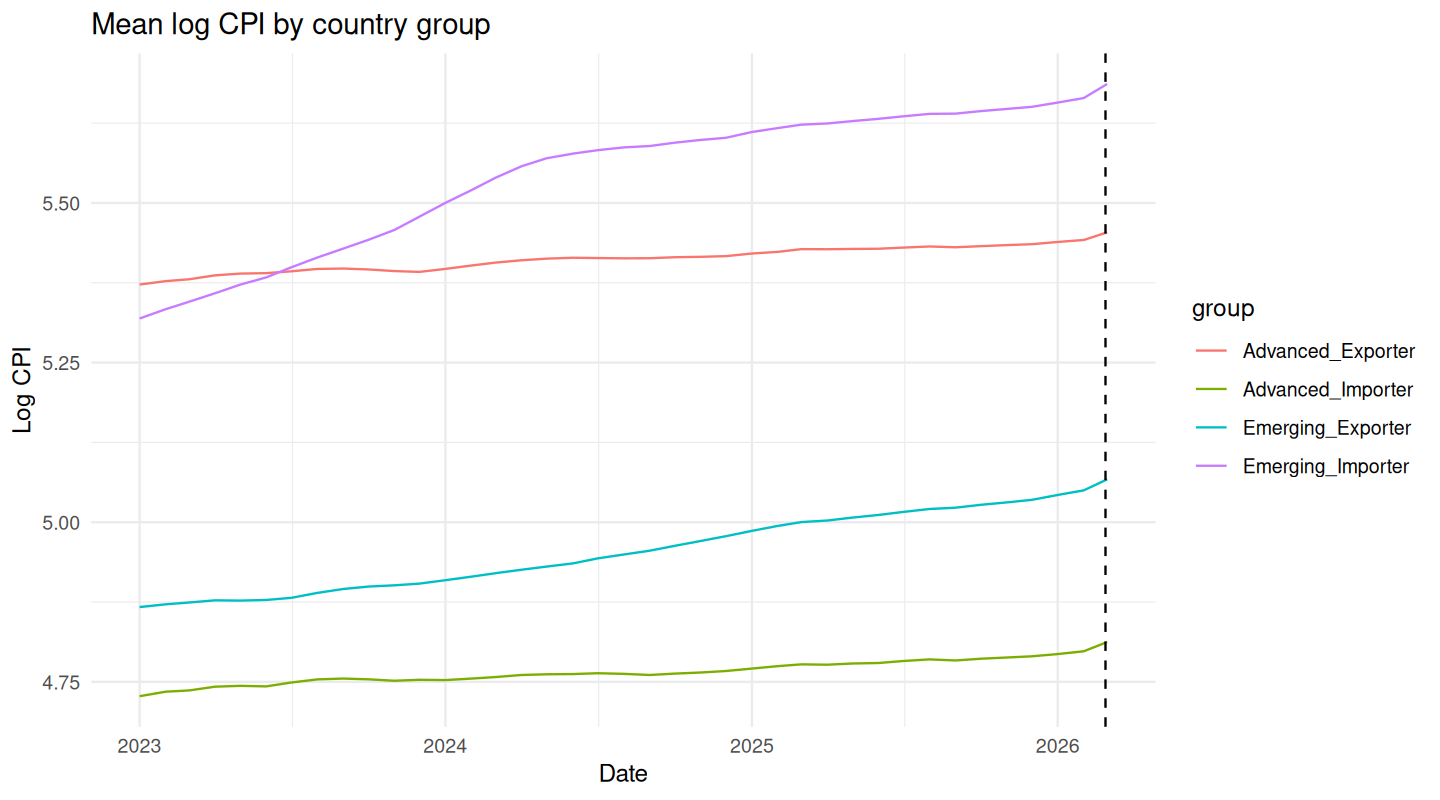 Mean log CPI by country group
Log CPI
5.50
5.25
5.00
4.75
2023
2024
2025
2026
Date
group
Advanced_Exporter
Advanced_Importer
Emerging_Exporter
Emerging_Importer